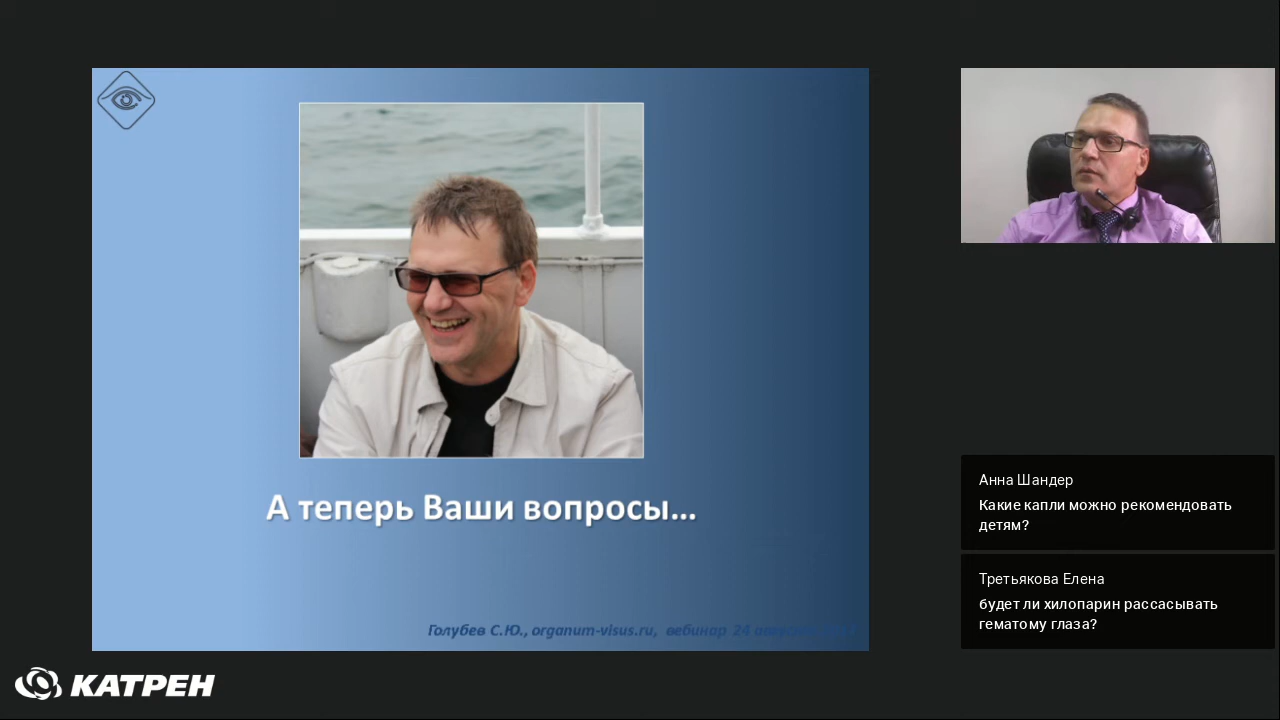 А теперь Ваши вопросы...
Голубев С.Ю., organum-visus.ru, вебинар 24
КАТРЕН
Анна Шандер
Какие капли можно рекомендовать
детям?
Третьякова Елена
будет ли хилопарин рассасывать
гематому глаза?